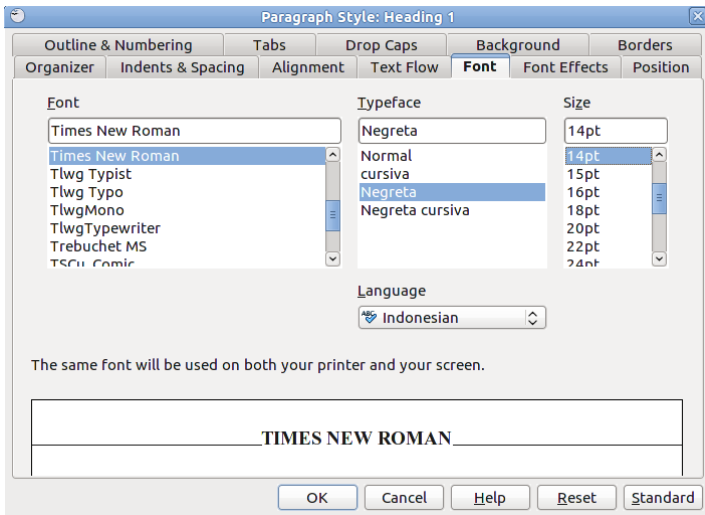 Paragraph Style: Heading 1
Outline & Numbering Tabs Drop Caps Background Borders
Organizer Indents & Spacing Alignment Text Flow Font Font Effects Position
Font Typeface Size
Times New Roman Negreta 14pt
Times New Roman Normal 14pt
Tlwg Typist cursiva 15pt
Tlwg Typo Negreta 16pt
TlwgMono Negreta cursiva 18pt
TlwgTypewriter 20pt
Trebuchet MS 22pt
TSCu_Comic 24pt
Language
ABC Indonesian
The same font will be used on both your printer and your screen.
TIMES NEW ROMAN
OK Cancel Help Reset Standard